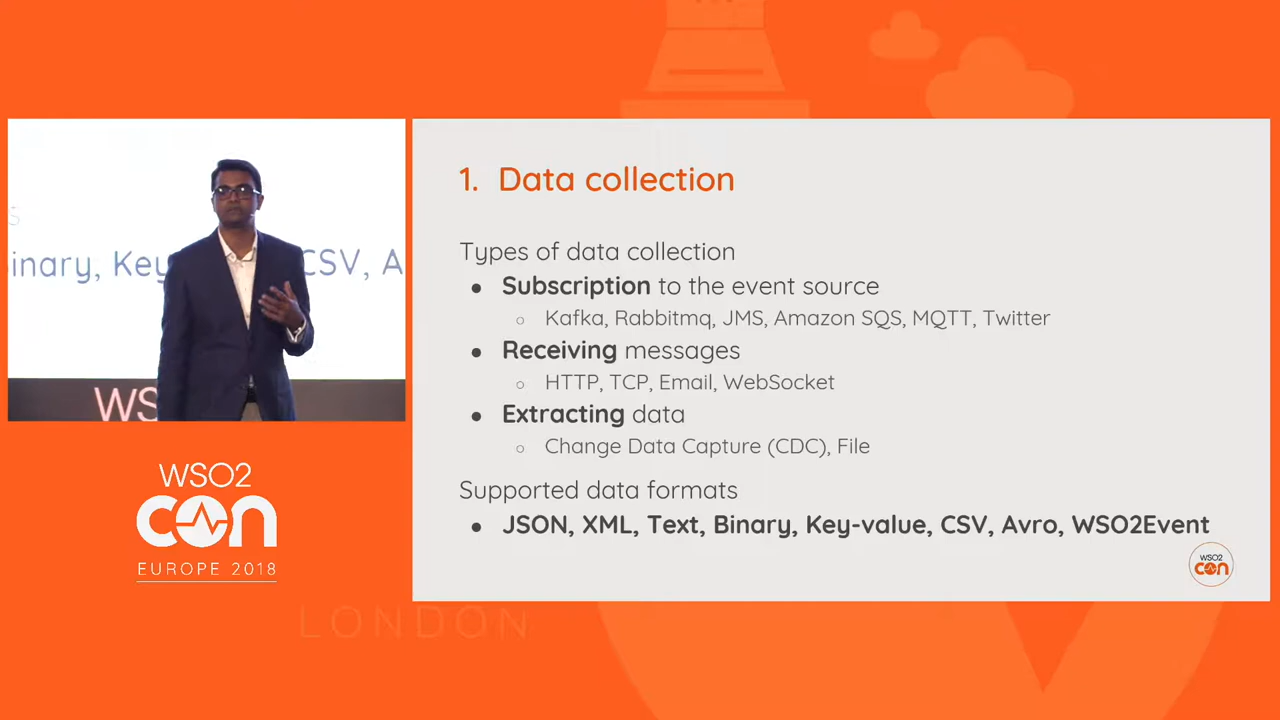 1. Data collection
Types of data collection
● Subscription to the event source
○ Kafka, Rabbitmq, JMS, Amazon SQS, MQTT, Twitter
● Receiving messages
○ HTTP, TCP, Email, WebSocket
● Extracting data
○ Change Data Capture (CDC), File
Supported data formats
● JSON, XML, Text, Binary, Key-value, CSV, Avro, WSO2Event
WSO2
con
S
inary, Key CSV, A
WS
WSO2
con
EUROPE 2018
LONDON